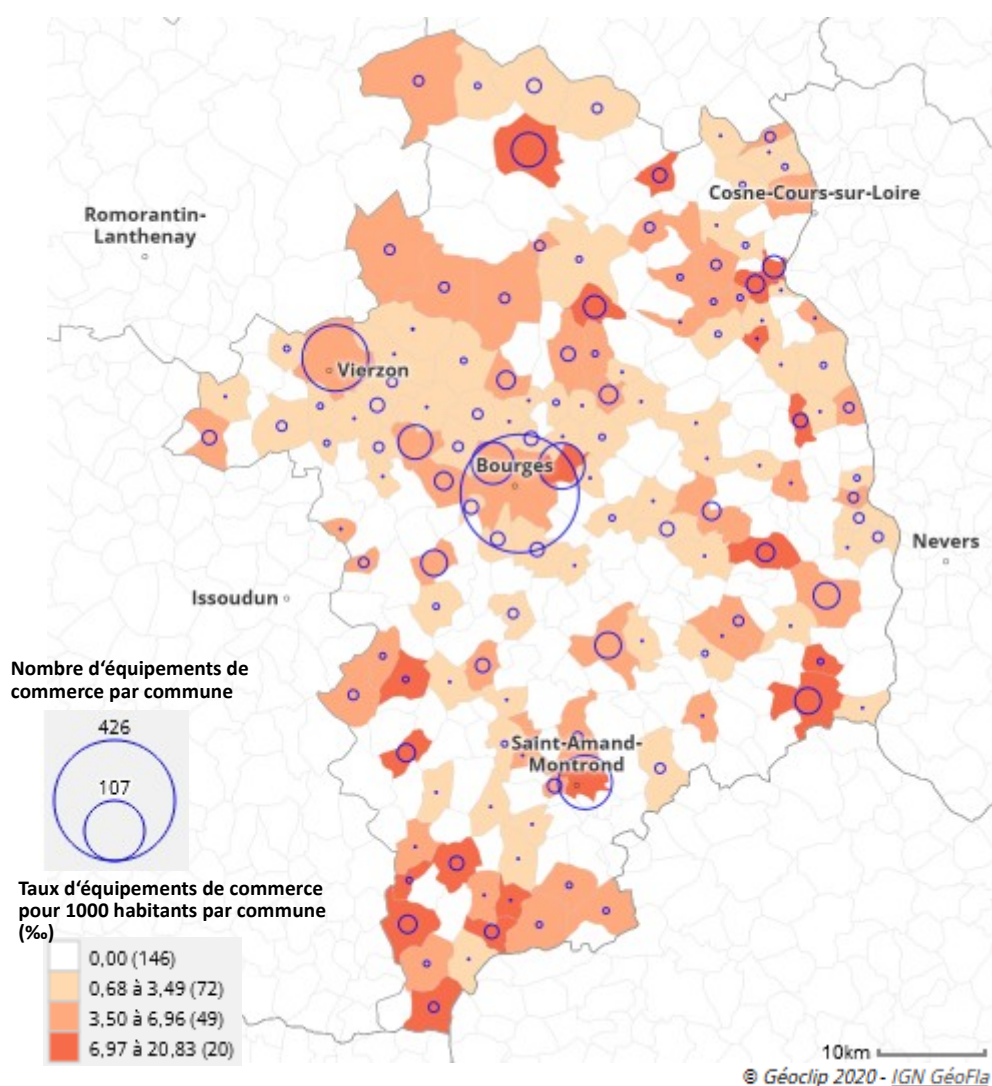 Cosne-Cours-sur-Loire
Romorantin-
Lanthenay
Vierzon
Bourges
Nevers
Issoudun
Saint-Amand-
Montrond
Nombre d'équipements de
commerce par commune
426
107
Taux d'équipements de commerce
pour 1000 habitants par commune
(‰)
0,00 (146)
0,68 à 3,49 (72)
3,50 à 6,96 (49)
6,97 à 20,83 (20)
10km
© Géoclip 2020 - IGN GéoFla